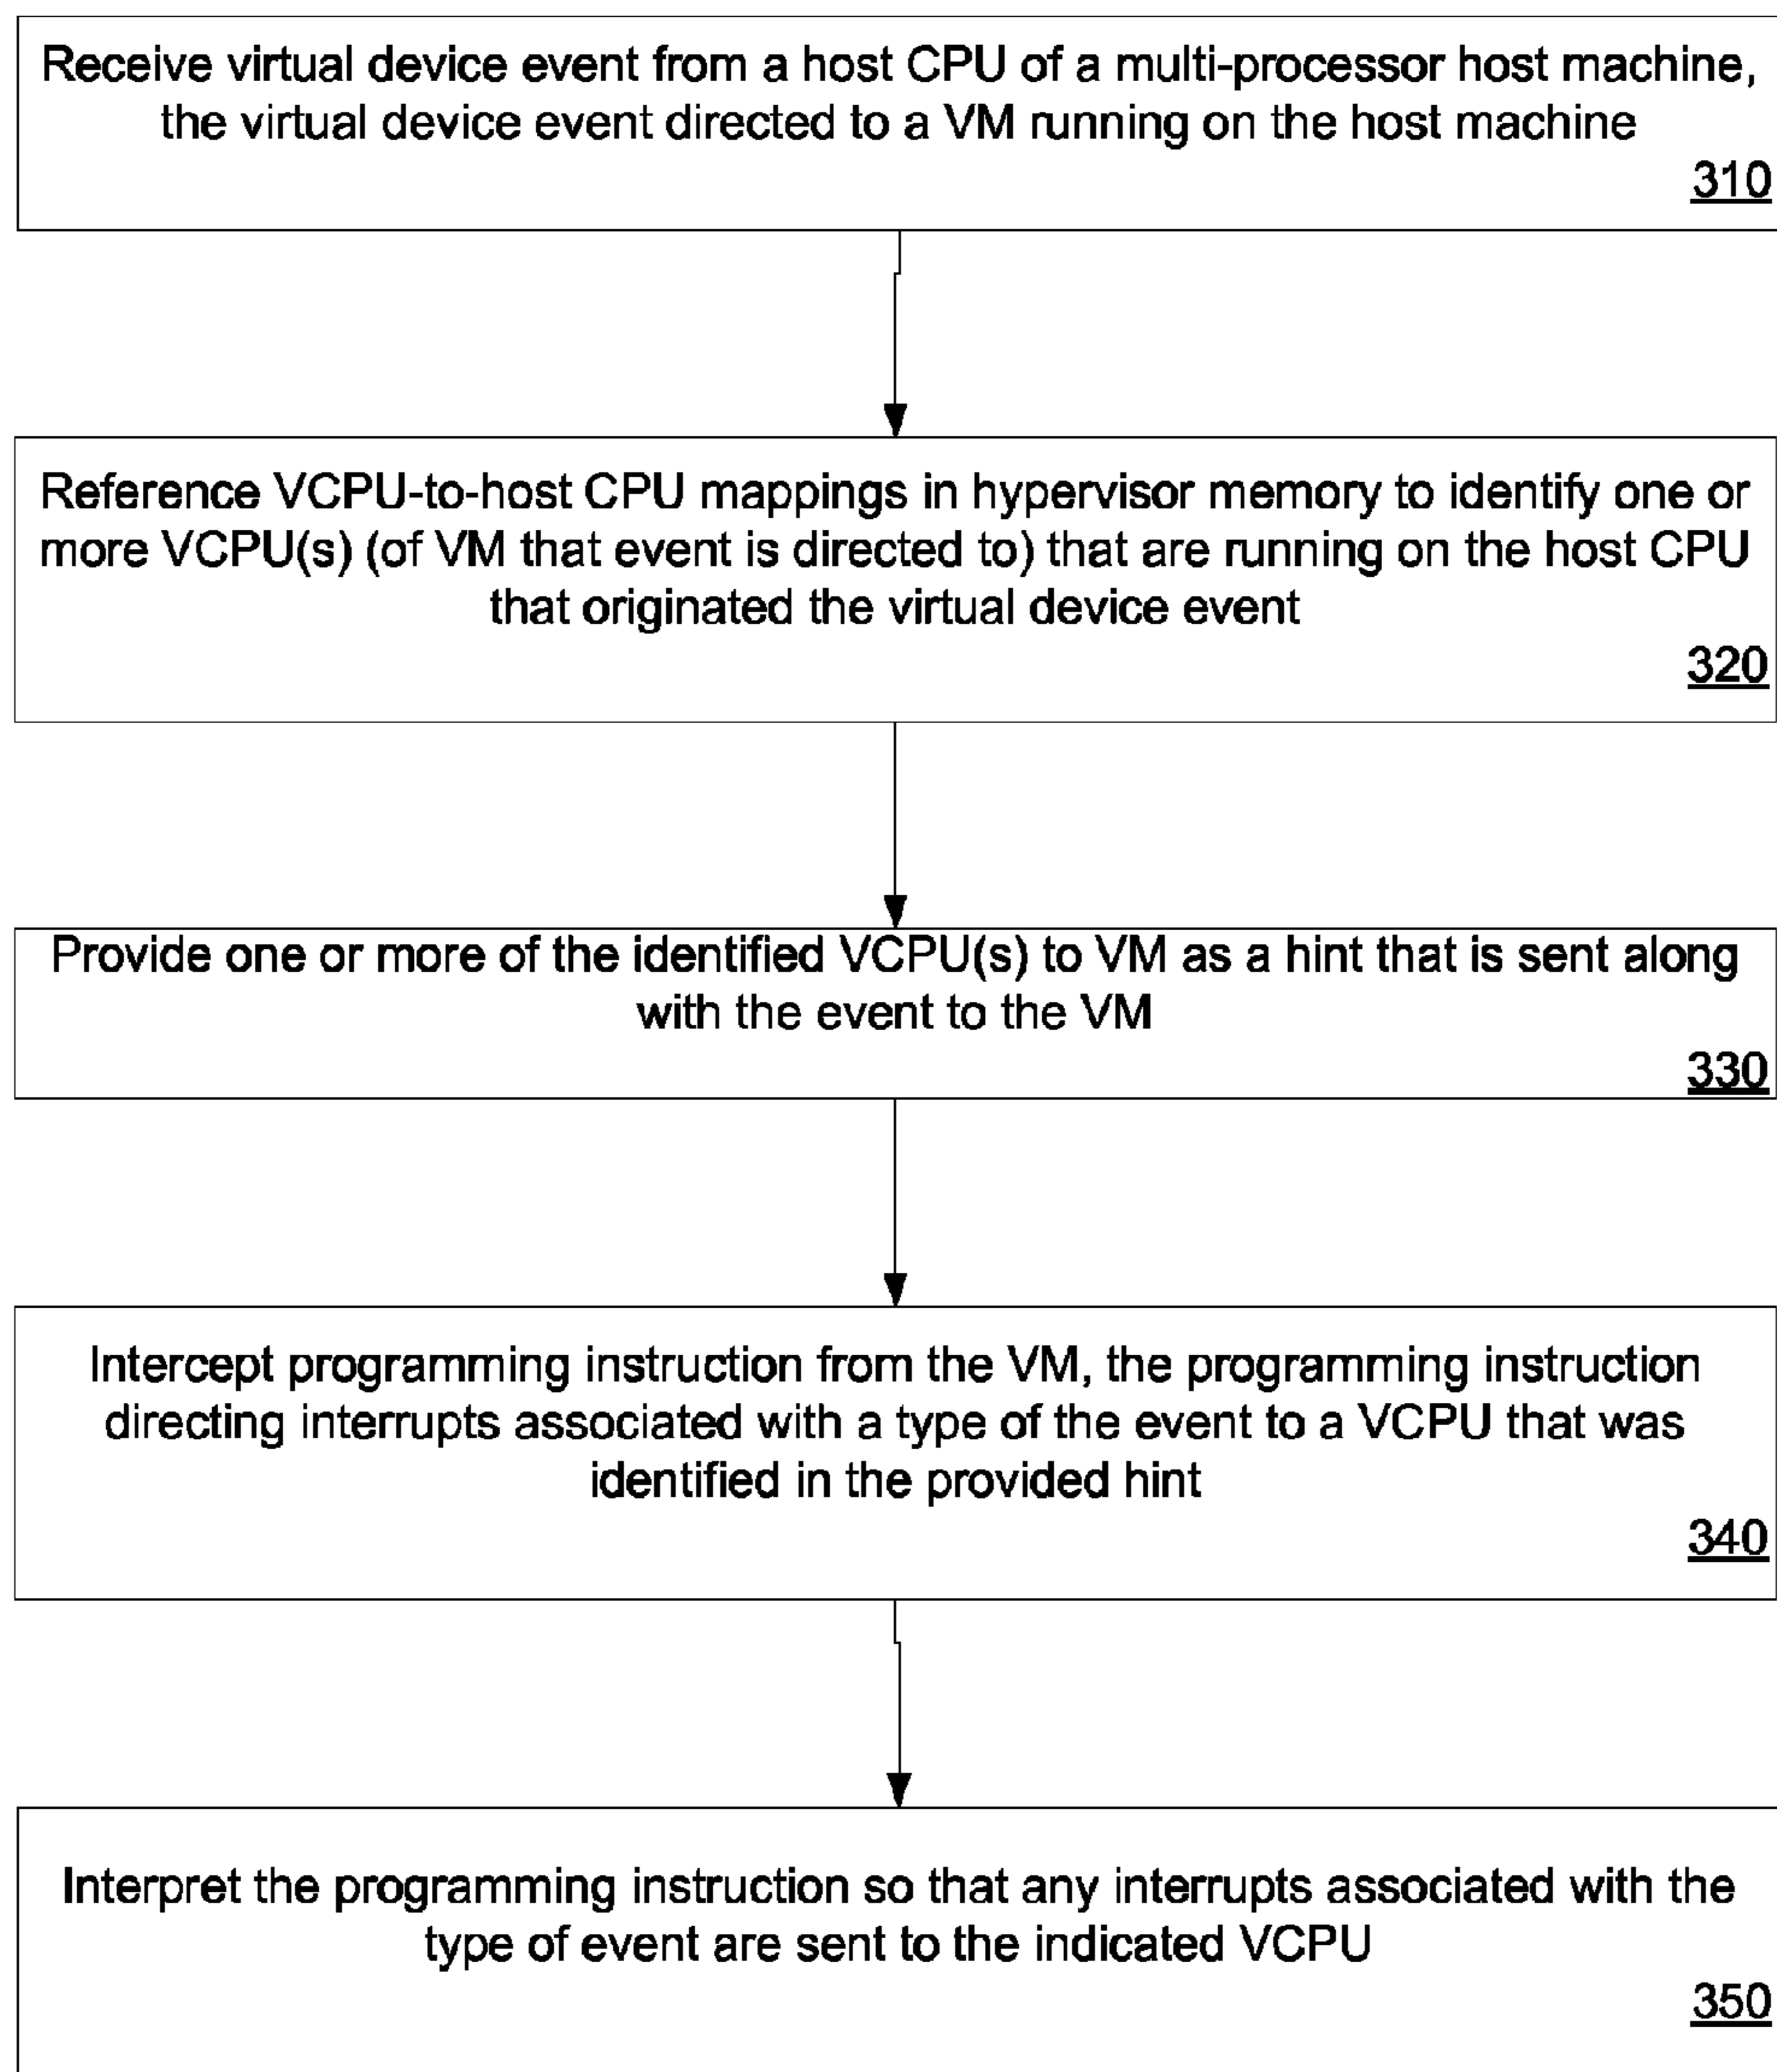 Receive virtual device event from a host CPU of a multi-processor host machine,
the virtual device event directed to a VM running on the host machine
310
Reference VCPU-to-host CPU mappings in hypervisor memory to identify one or
more VCPU(s) (of VM that event is directed to) that are running on the host CPU
that originated the virtual device event
320
Provide one or more of the identified VCPU(s) to VM as a hint that is sent along
with the event to the VM
330
Intercept programming instruction from the VM, the programming instruction
directing interrupts associated with a type of the event to a VCPU that was
identified in the provided hint
340
Interpret the programming instruction so that any interrupts associated with the
type of event are sent to the indicated VCPU
350